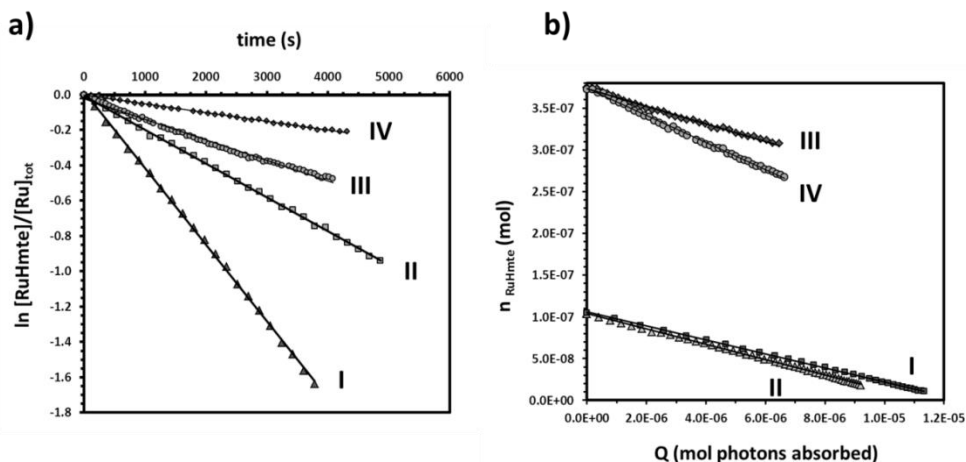 a)
time (s)
0 1000 2000 3000 4000 5000 6000
0.0
-0.2
-0.4
-0.6
-0.8
-1.0
-1.2
-1.4
-1.6
-1.8
ln [RuHmte]/[Ru]tot
IV
III
II
I
b)
3.5E-07
3.0E-07
2.5E-07
2.0E-07
1.5E-07
1.0E-07
5.0E-08
0.0E+00
n RuHmte (mol)
III
IV
I
II
0.0E+00 2.0E-06 4.0E-06 6.0E-06 8.0E-06 1.0E-05 1.2E-05
Q (mol photons absorbed)